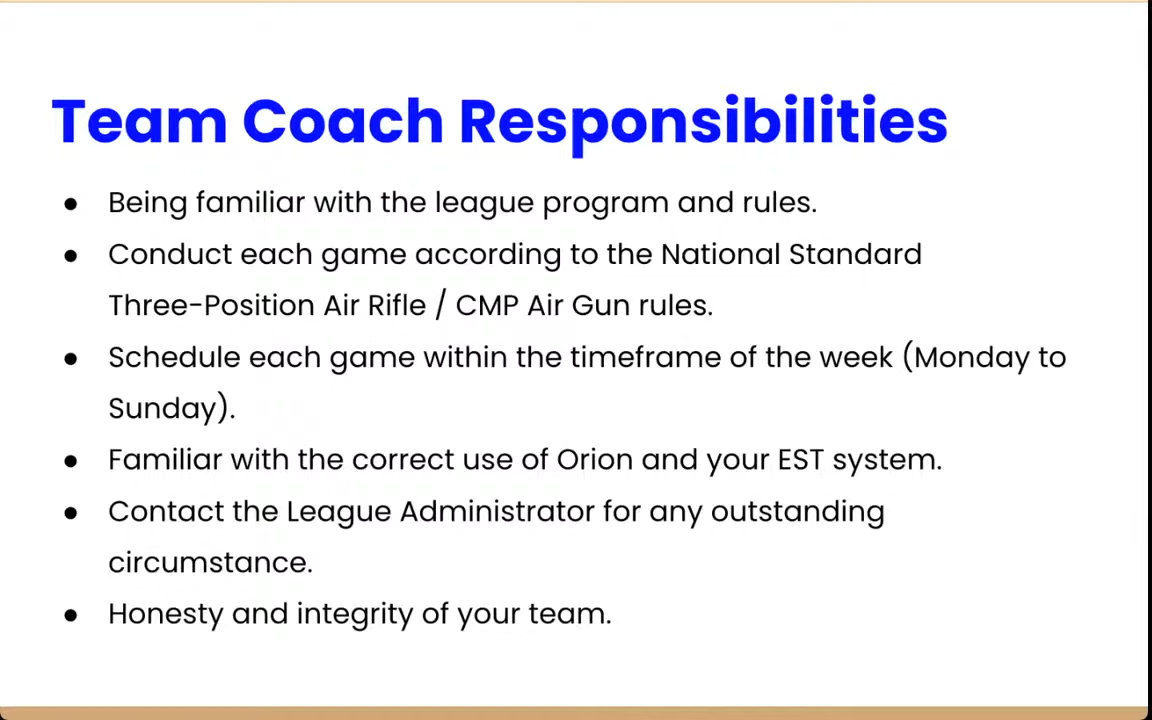 Team Coach Responsibilities
● Being familiar with the league program and rules.
● Conduct each game according to the National Standard
Three-Position Air Rifle / CMP Air Gun rules.
● Schedule each game within the timeframe of the week (Monday to
Sunday).
● Familiar with the correct use of Orion and your EST system.
● Contact the League Administrator for any outstanding
circumstance.
● Honesty and integrity of your team.